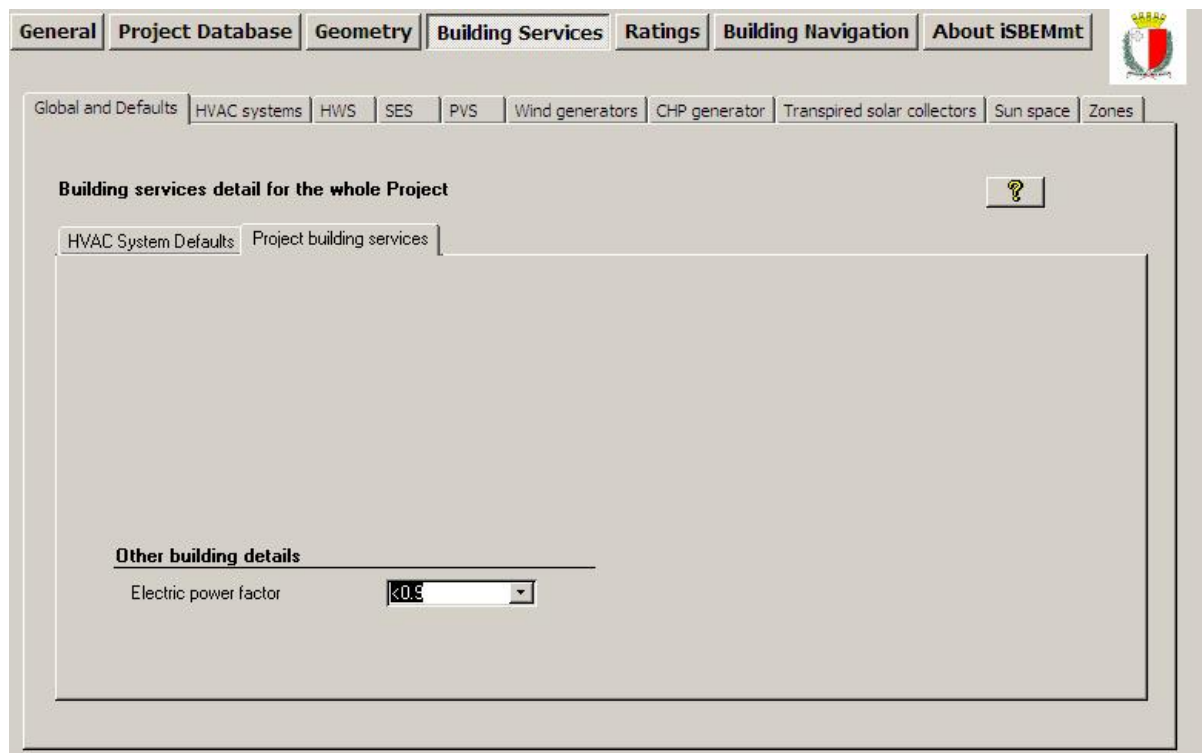 General Project Database Geometry Building Services Ratings Building Navigation About iSBEMmt
Global and Defaults HVAC systems HWS SES PVS Wind generators CHP generator Transpired solar collectors Sun space Zones
Building services detail for the whole Project
?
HVAC System Defaults Project building services
Other building details
Electric power factor <0.9